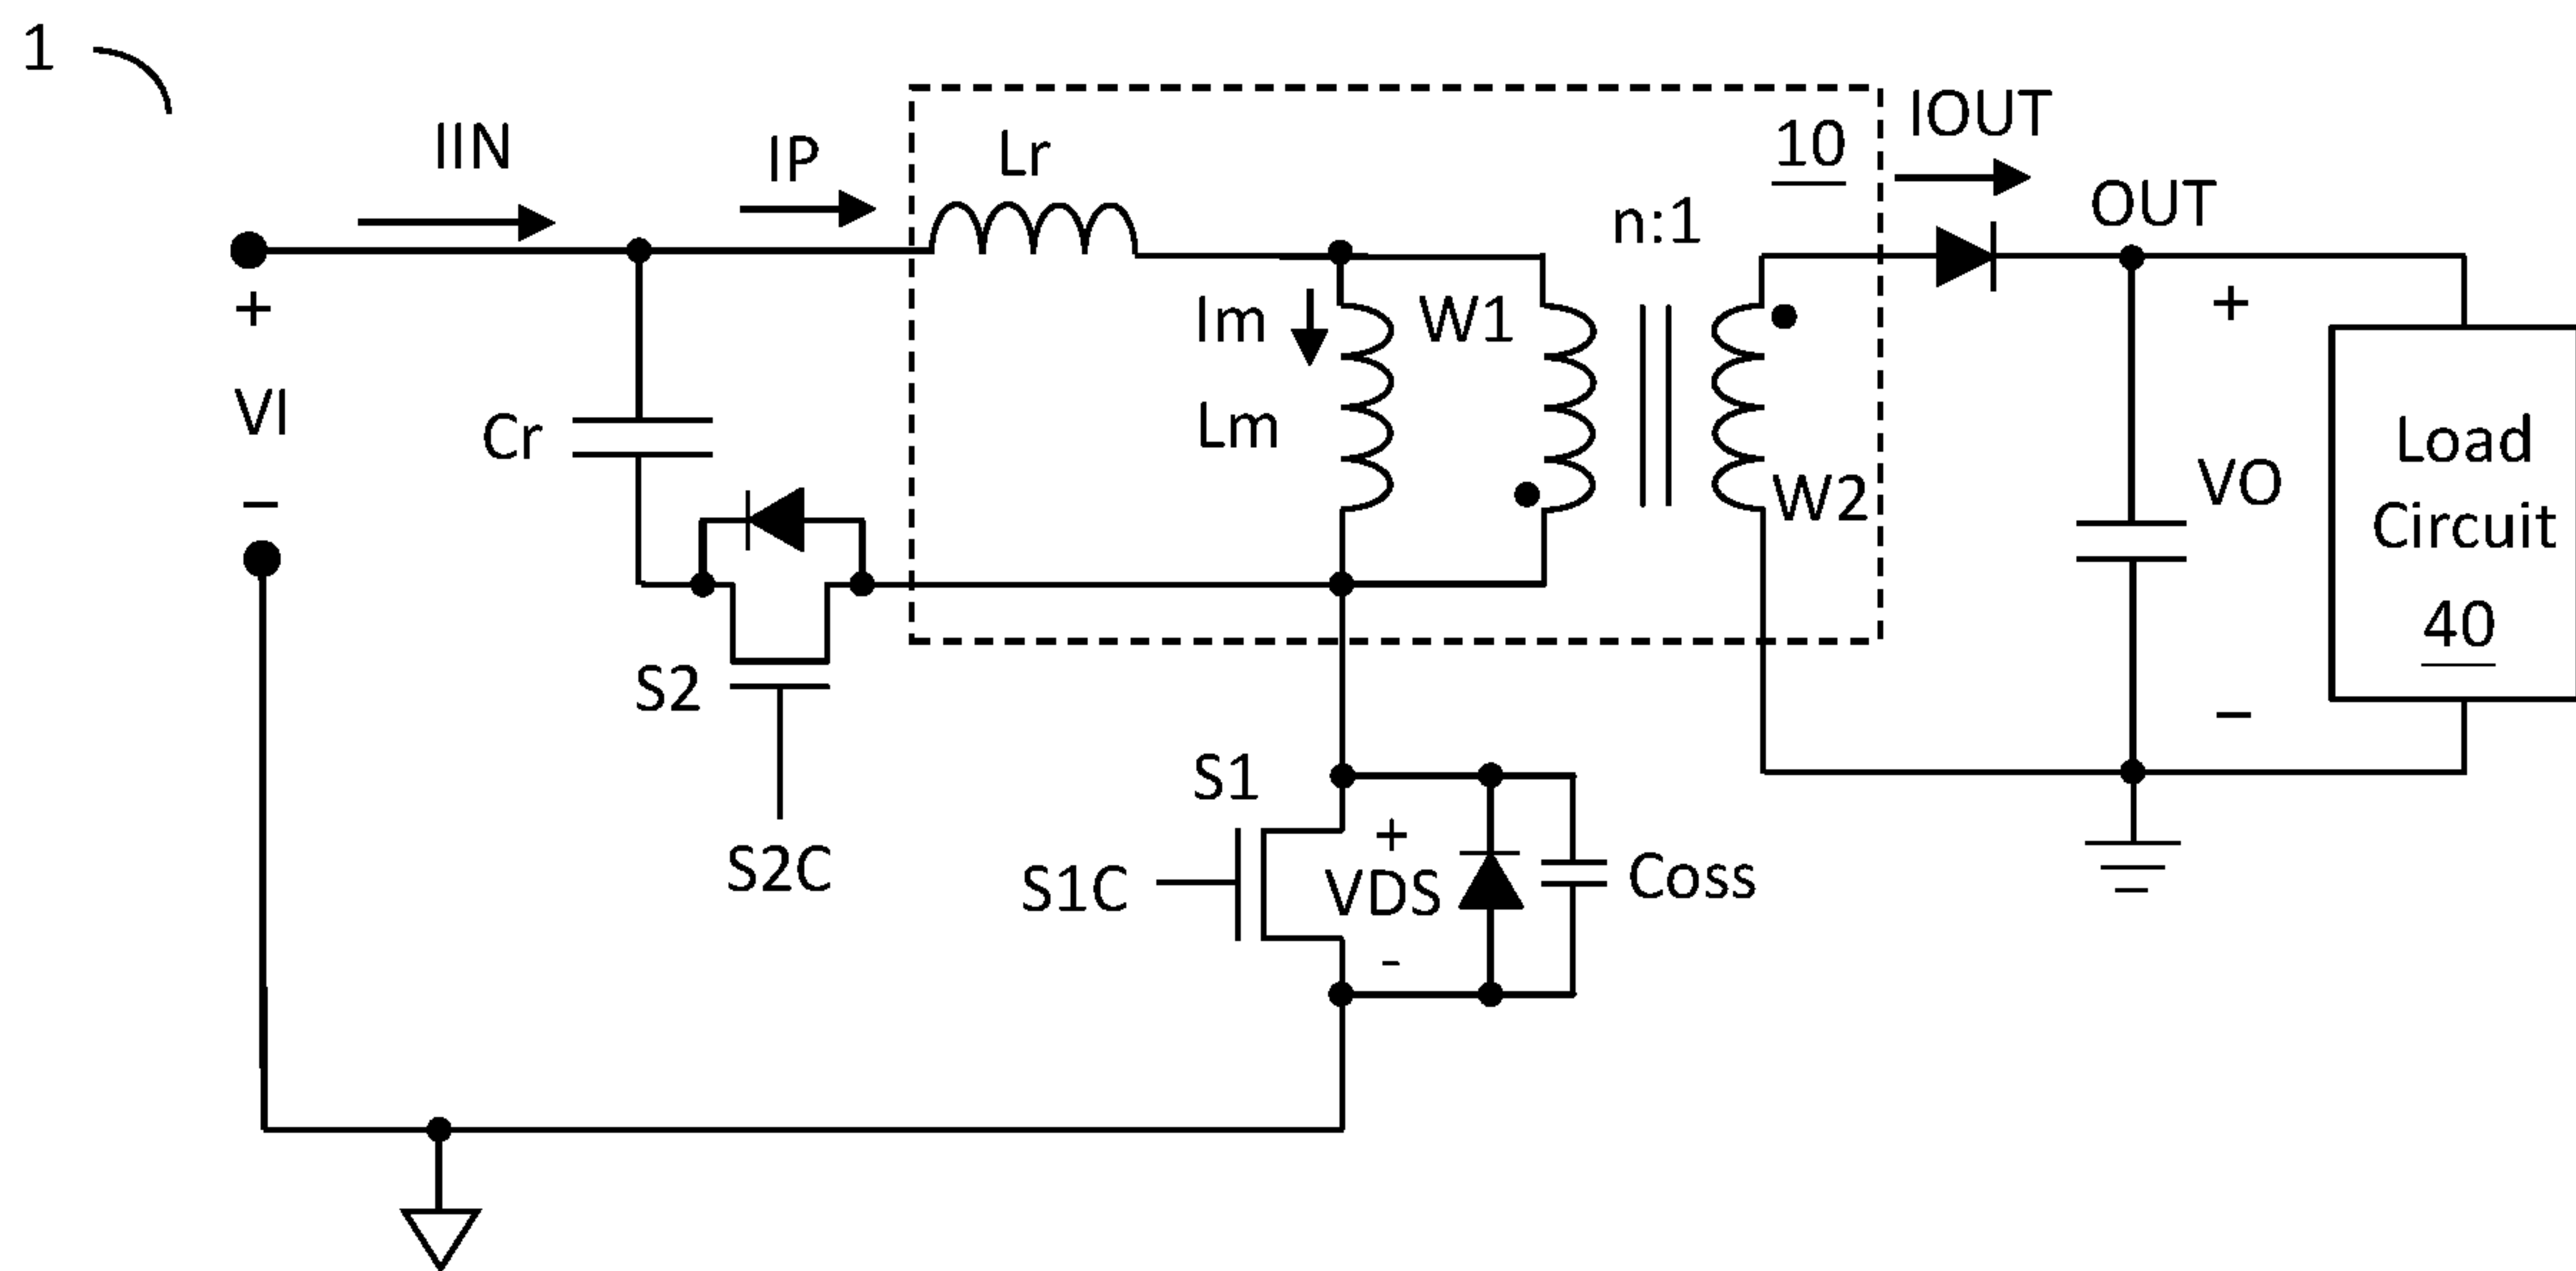 1
IIN
IP
Lr
10
IOUT
n:1
OUT
+
VI
−
Im
W1
+
Lm
Cr
Load
Circuit
40
VO
W2
−
S2
S2C
S1
S1C
+
VDS
-
Coss